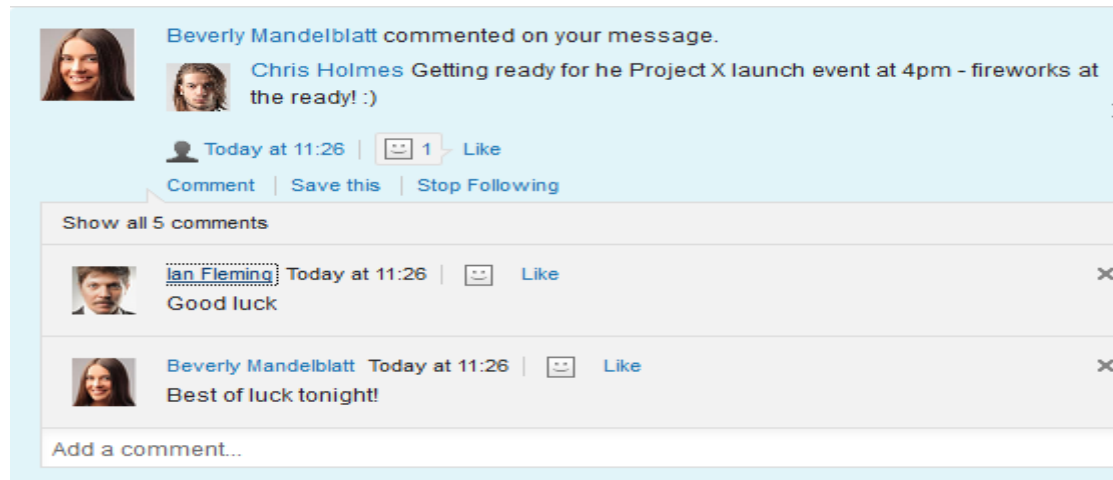 Beverly Mandelblatt commented on your message.
Chris Holmes Getting ready for he Project X launch event at 4pm - fireworks at
the ready! :)
Today at 11:26 | 1 Like
Comment | Save this | Stop Following
Show all 5 comments
Ian Fleming Today at 11:26 | Like
Good luck
Beverly Mandelblatt Today at 11:26 | Like
Best of luck tonight!
Add a comment...